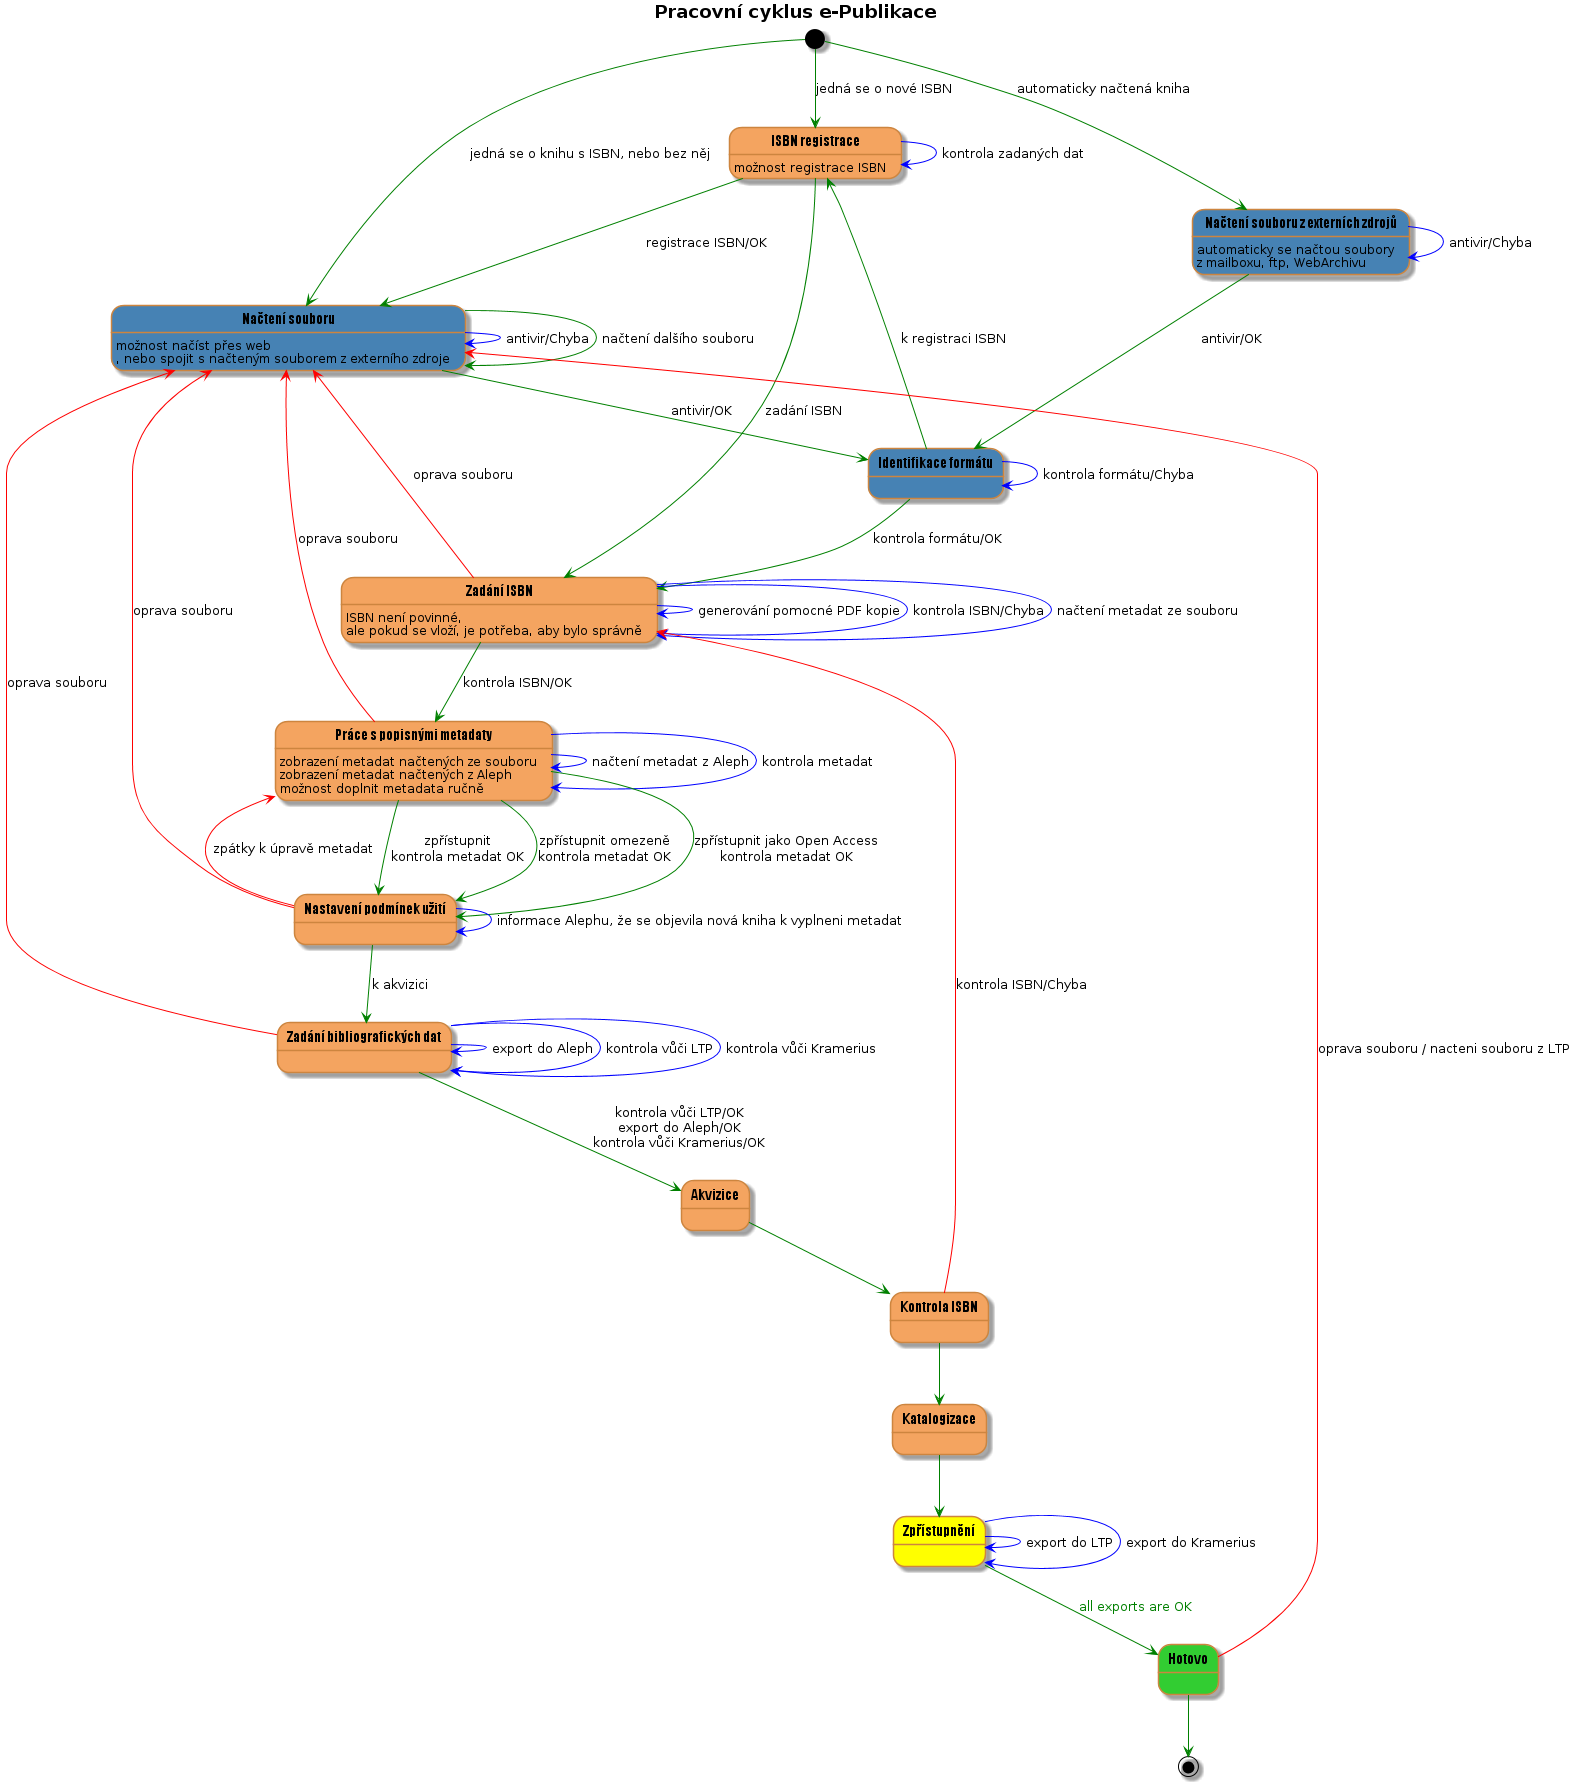 Pracovní cyklus e-Publikace
jedná se o nové ISBN
automaticky načtená kniha
jedná se o knihu s ISBN, nebo bez něj
ISBN registrace
možnost registrace ISBN
kontrola zadaných dat
Načtení souboru z externích zdrojů
automaticky se načtou soubory
z mailboxu, ftp, WebArchivu
antivir/Chyba
registrace ISBN/OK
Načtení souboru
možnost načíst přes web
, nebo spojit s načteným souborem z externího zdroje
antivir/Chyba
načtení dalšího souboru
k registraci ISBN
antivir/OK
antivir/OK
zadání ISBN
Identifikace formátu
kontrola formátu/Chyba
oprava souboru
oprava souboru
kontrola formátu/OK
oprava souboru
Zadání ISBN
ISBN není povinné,
ale pokud se vloží, je potřeba, aby bylo správně
generování pomocné PDF kopie
kontrola ISBN/Chyba
načtení metadat ze souboru
oprava souboru
kontrola ISBN/OK
Práce s popisnými metadaty
zobrazení metadat načtených ze souboru
zobrazení metadat načtených z Aleph
možnost doplnit metadata ručně
načtení metadat z Aleph
kontrola metadat
zpátky k úpravě metadat
zpřístupnit
kontrola metadat OK
zpřístupnit omezeně
kontrola metadat OK
zpřístupnit jako Open Access
kontrola metadat OK
Nastavení podmínek užití
informace Alephu, že se objevila nová kniha k vyplneni metadat
k akvizici
kontrola ISBN/Chyba
Zadání bibliografických dat
export do Aleph
kontrola vůči LTP
kontrola vůči Kramerius
oprava souboru / nacteni souboru z LTP
kontrola vůči LTP/OK
export do Aleph/OK
kontrola vůči Kramerius/OK
Akvizice
Kontrola ISBN
Katalogizace
Zpřístupnění
export do LTP
export do Kramerius
all exports are OK
Hotovo